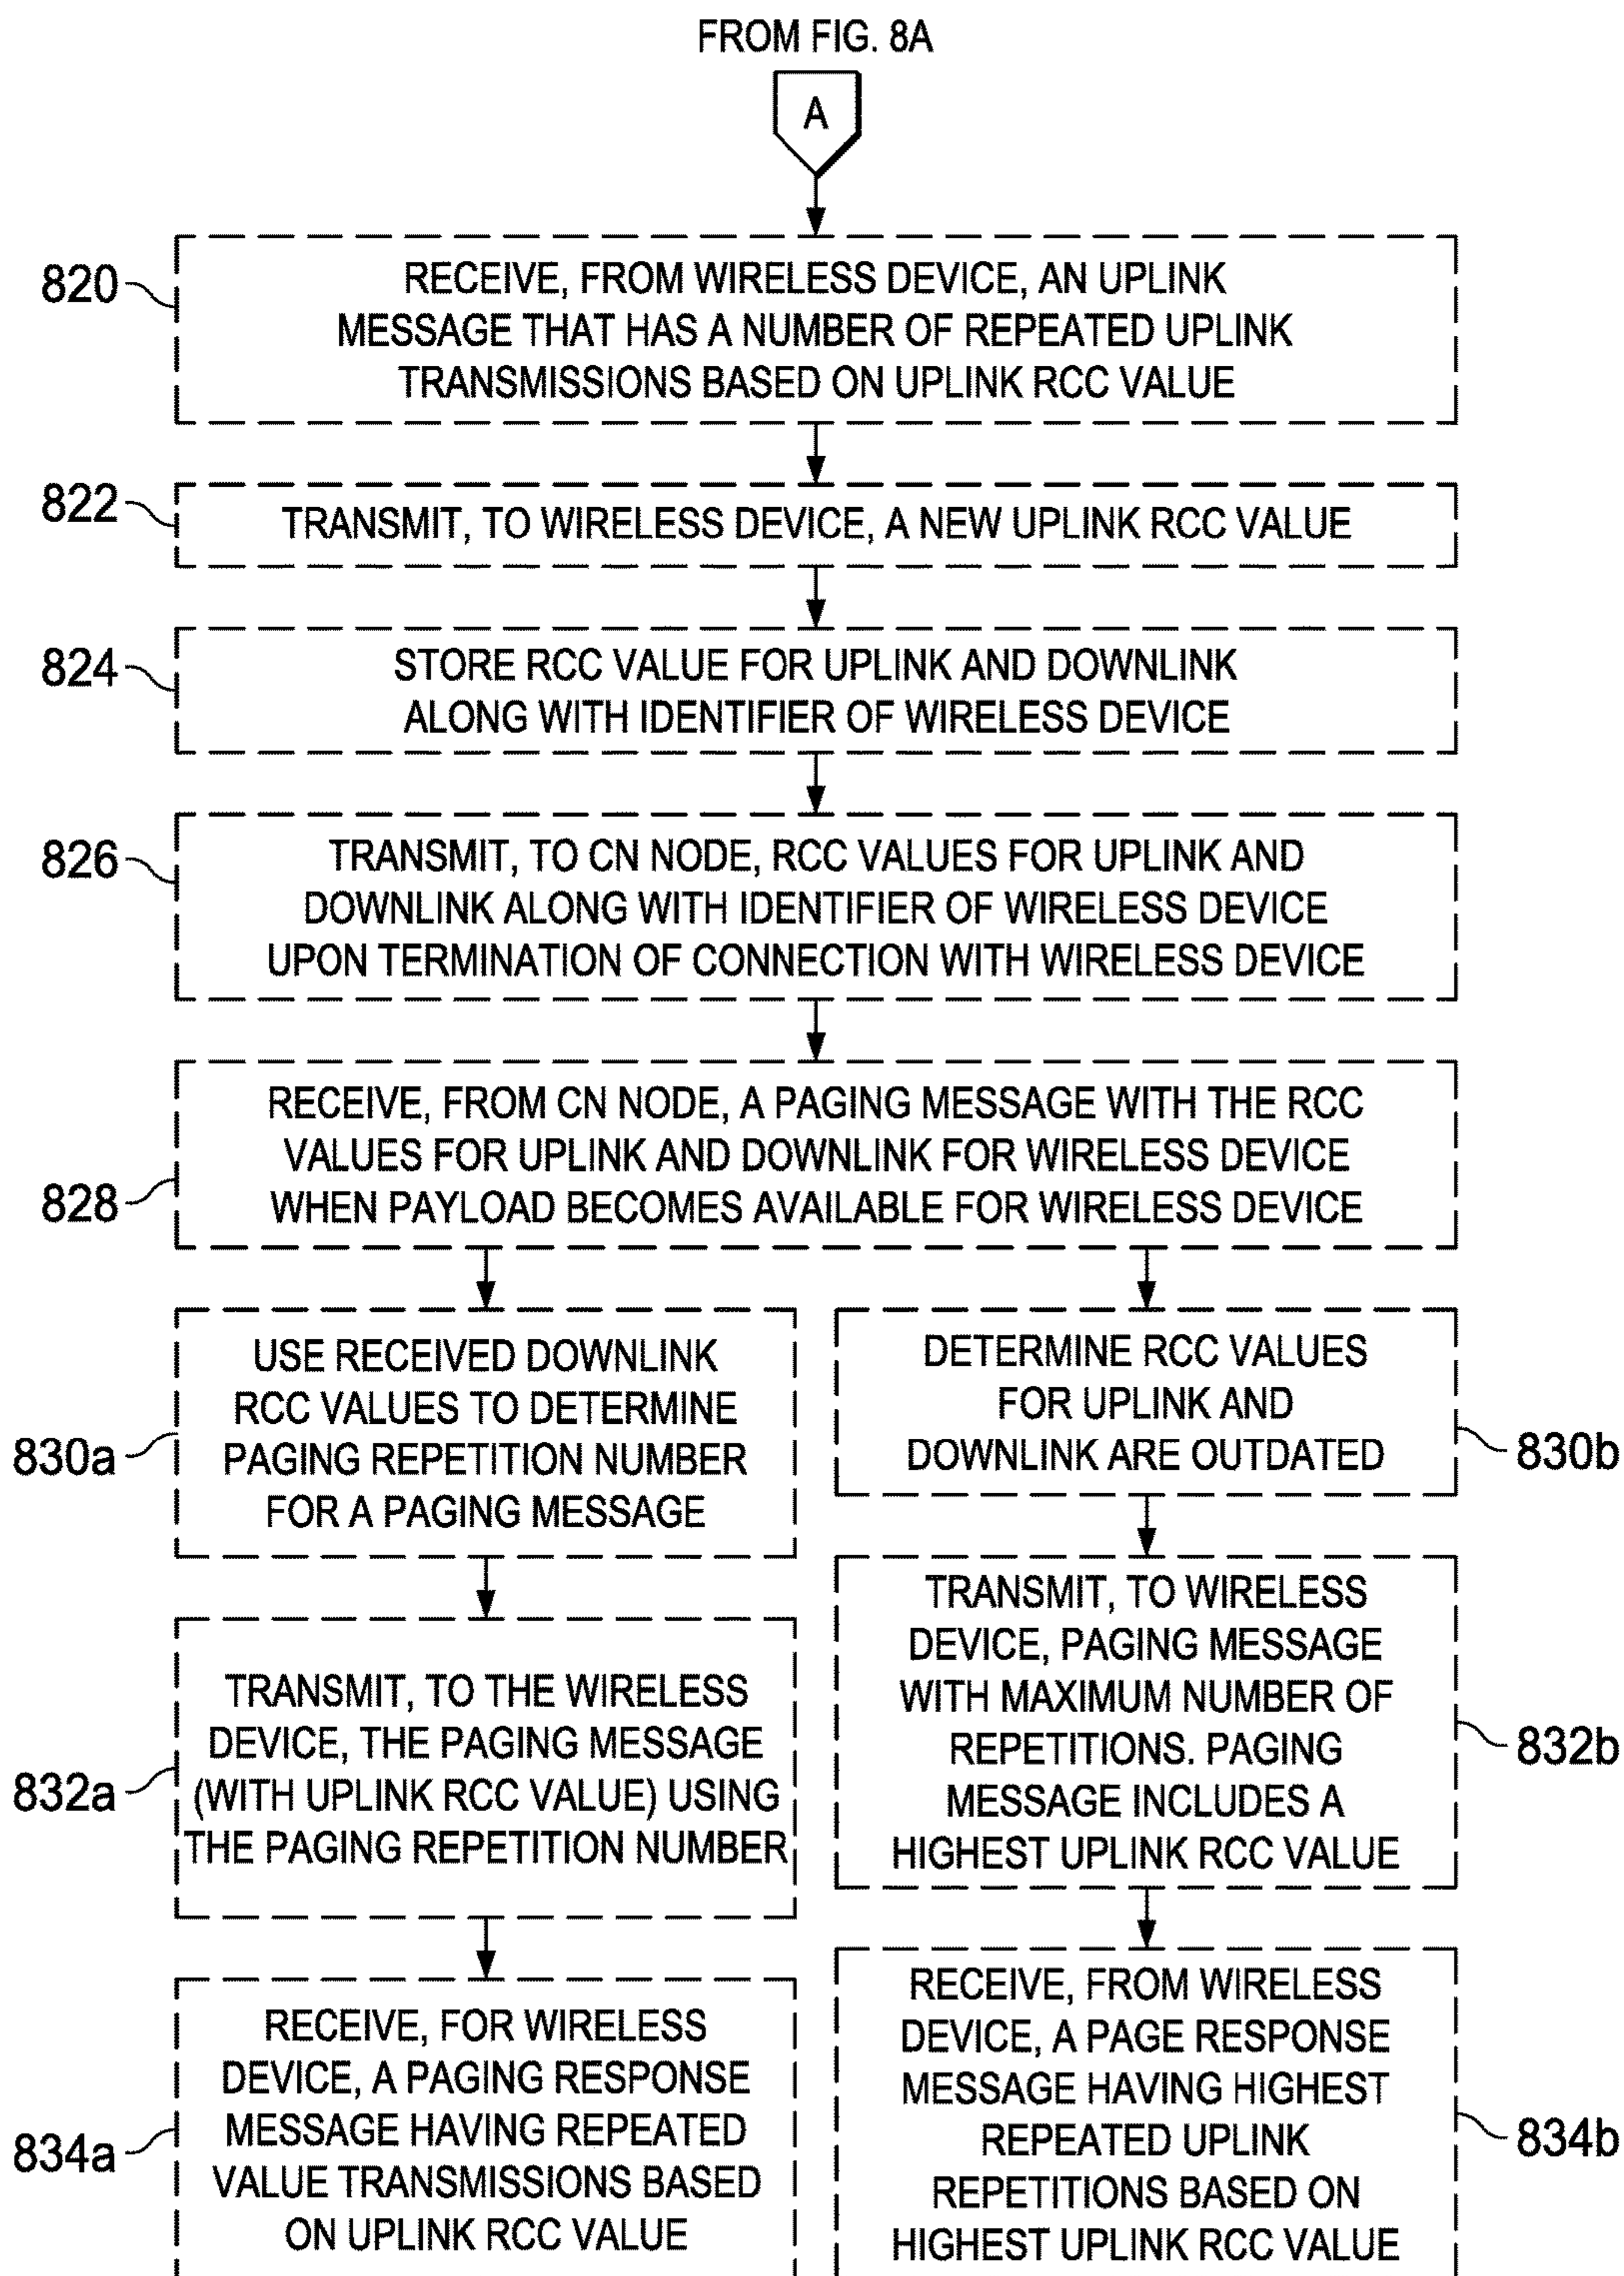 FROM FIG. 8A
A
820
RECEIVE, FROM WIRELESS DEVICE, AN UPLINK
MESSAGE THAT HAS A NUMBER OF REPEATED UPLINK
TRANSMISSIONS BASED ON UPLINK RCC VALUE
822
TRANSMIT, TO WIRELESS DEVICE, A NEW UPLINK RCC VALUE
824
STORE RCC VALUE FOR UPLINK AND DOWNLINK
ALONG WITH IDENTIFIER OF WIRELESS DEVICE
826
TRANSMIT, TO CN NODE, RCC VALUES FOR UPLINK AND
DOWNLINK ALONG WITH IDENTIFIER OF WIRELESS DEVICE
UPON TERMINATION OF CONNECTION WITH WIRELESS DEVICE
828
RECEIVE, FROM CN NODE, A PAGING MESSAGE WITH THE RCC
VALUES FOR UPLINK AND DOWNLINK FOR WIRELESS DEVICE
WHEN PAYLOAD BECOMES AVAILABLE FOR WIRELESS DEVICE
830a
USE RECEIVED DOWNLINK
RCC VALUES TO DETERMINE
PAGING REPETITION NUMBER
FOR A PAGING MESSAGE
832a
TRANSMIT, TO THE WIRELESS
DEVICE, THE PAGING MESSAGE
(WITH UPLINK RCC VALUE) USING
THE PAGING REPETITION NUMBER
834a
RECEIVE, FOR WIRELESS
DEVICE, A PAGING RESPONSE
MESSAGE HAVING REPEATED
VALUE TRANSMISSIONS BASED
ON UPLINK RCC VALUE
DETERMINE RCC VALUES
FOR UPLINK AND
DOWNLINK ARE OUTDATED
830b
TRANSMIT, TO WIRELESS
DEVICE, PAGING MESSAGE
WITH MAXIMUM NUMBER OF
REPETITIONS. PAGING
MESSAGE INCLUDES A
HIGHEST UPLINK RCC VALUE
832b
RECEIVE, FROM WIRELESS
DEVICE, A PAGE RESPONSE
MESSAGE HAVING HIGHEST
REPEATED UPLINK
REPETITIONS BASED ON
HIGHEST UPLINK RCC VALUE
834b